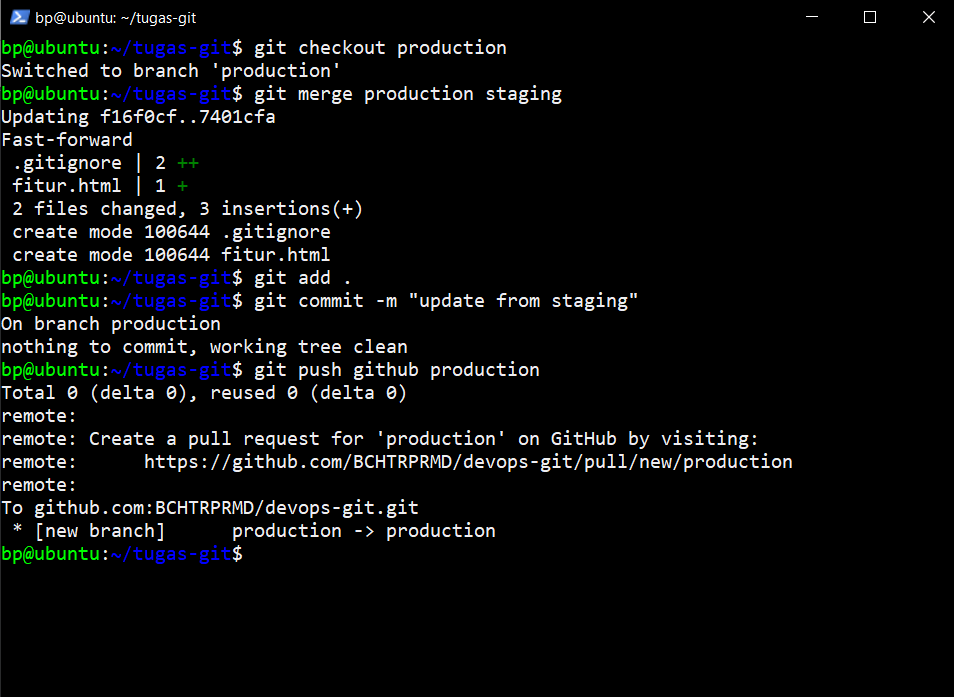 bp@ubuntu: ~/tugas-git
bp@ubuntu:~/tugas-git$ git checkout production
Switched to branch 'production'
bp@ubuntu:~/tugas-git$ git merge production staging
Updating f16f0cf..7401cfa
Fast-forward
 .gitignore | 2 ++
 fitur.html | 1 +
 2 files changed, 3 insertions(+)
 create mode 100644 .gitignore
 create mode 100644 fitur.html
bp@ubuntu:~/tugas-git$ git add .
bp@ubuntu:~/tugas-git$ git commit -m "update from staging"
On branch production
nothing to commit, working tree clean
bp@ubuntu:~/tugas-git$ git push github production
Total 0 (delta 0), reused 0 (delta 0)
remote:
remote: Create a pull request for 'production' on GitHub by visiting:
remote:      https://github.com/BCHTRPRMD/devops-git/pull/new/production
remote:
To github.com:BCHTRPRMD/devops-git.git
 * [new branch]      production -> production
bp@ubuntu:~/tugas-git$